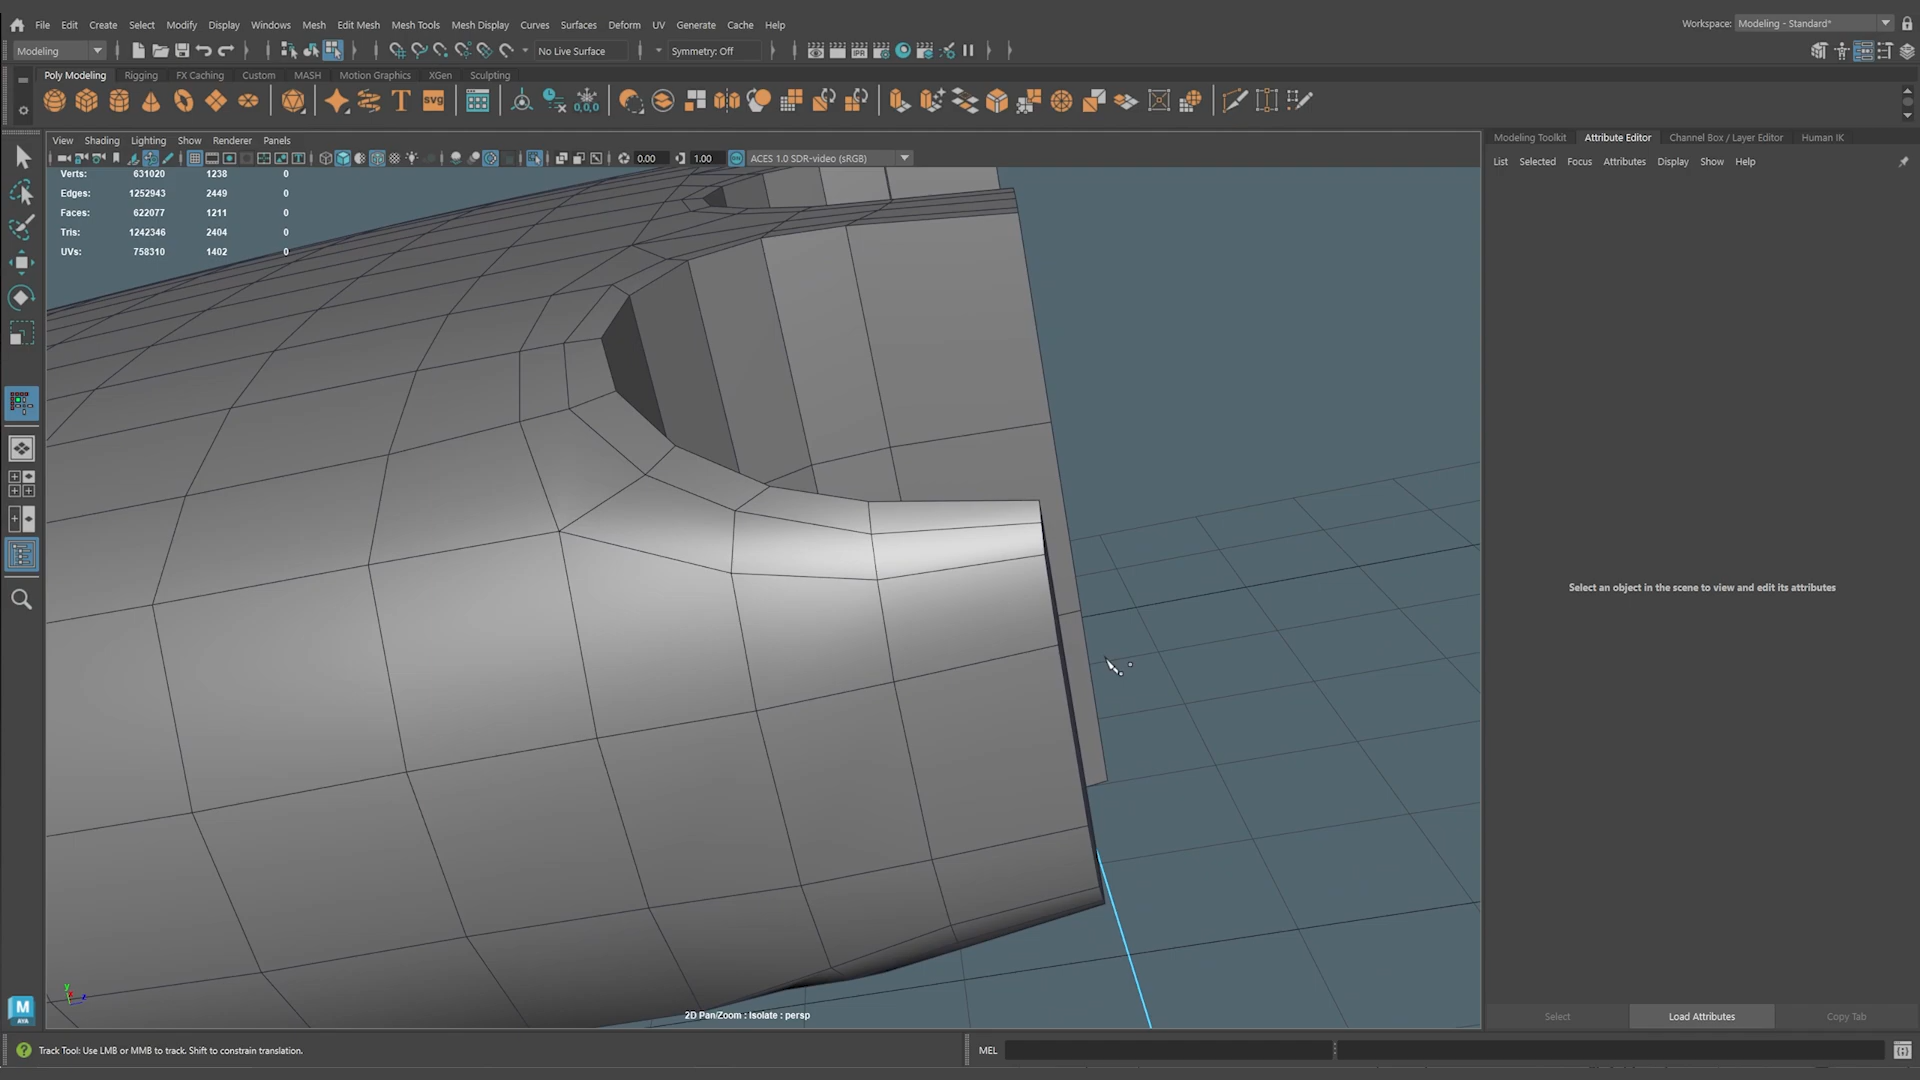 File Edit Create Select Modify Display Windows Mesh Edit Mesh Mesh Tools Mesh Display Curves Surfaces Deform UV Generate Cache Help
Workspace: Modeling - Standard*
Modeling
No Live Surface
Symmetry: Off
IPR
Poly Modeling Rigging FX Caching Custom MASH Motion Graphics XGen Sculpting
T
svg
0,0,0
View Shading Lighting Show Renderer Panels
0.00
1.00
ACES 1.0 SDR-video (sRGB)
Modeling Toolkit Attribute Editor Channel Box / Layer Editor Human IK
List Selected Focus Attributes Display Show Help
Verts: 631020 1238 0
Edges: 1252943 2449 0
Faces: 622077 1211 0
Tris: 1242346 2404 0
UVs: 758310 1402 0
Select an object in the scene to view and edit its attributes
y
z
M
AYA
2D Pan/Zoom : Isolate : persp
Select
Load Attributes
Copy Tab
Track Tool: Use LMB or MMB to track. Shift to constrain translation.
MEL